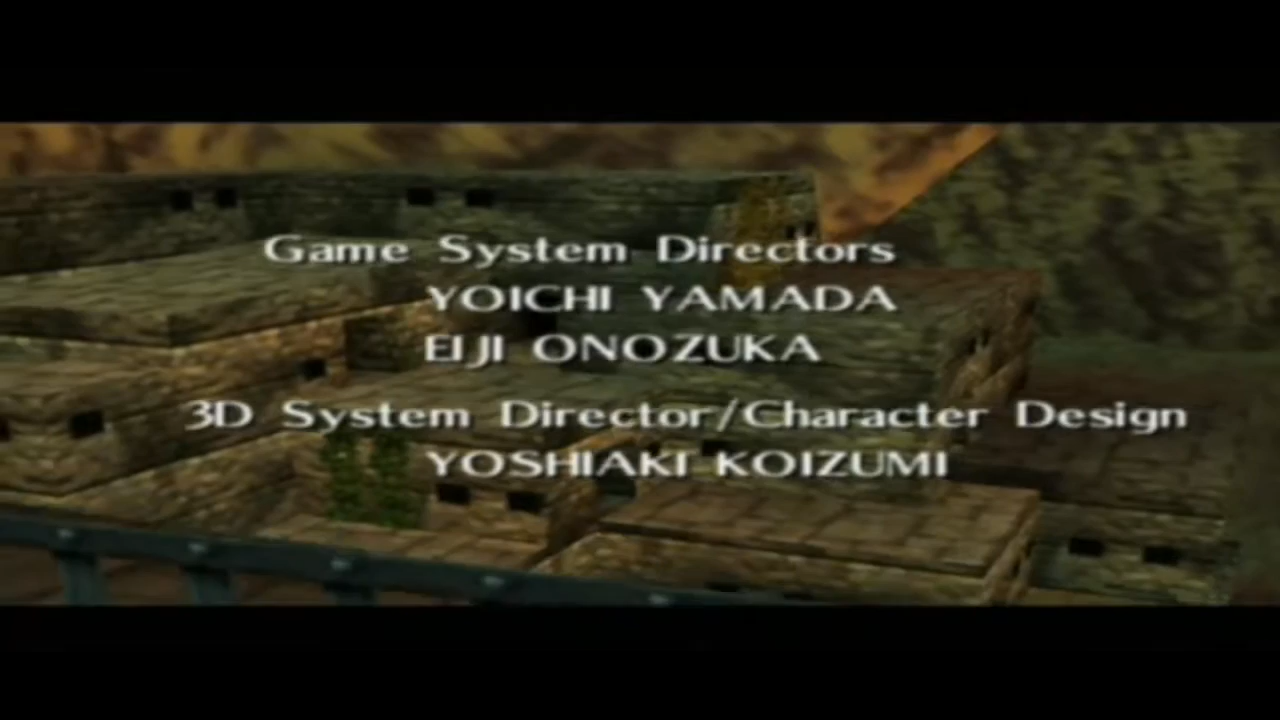 Game System Directors
YOICHI YAMADA
EIJI ONOZUKA
3D System Director/Character Design
YOSHIAKI KOIZUMI